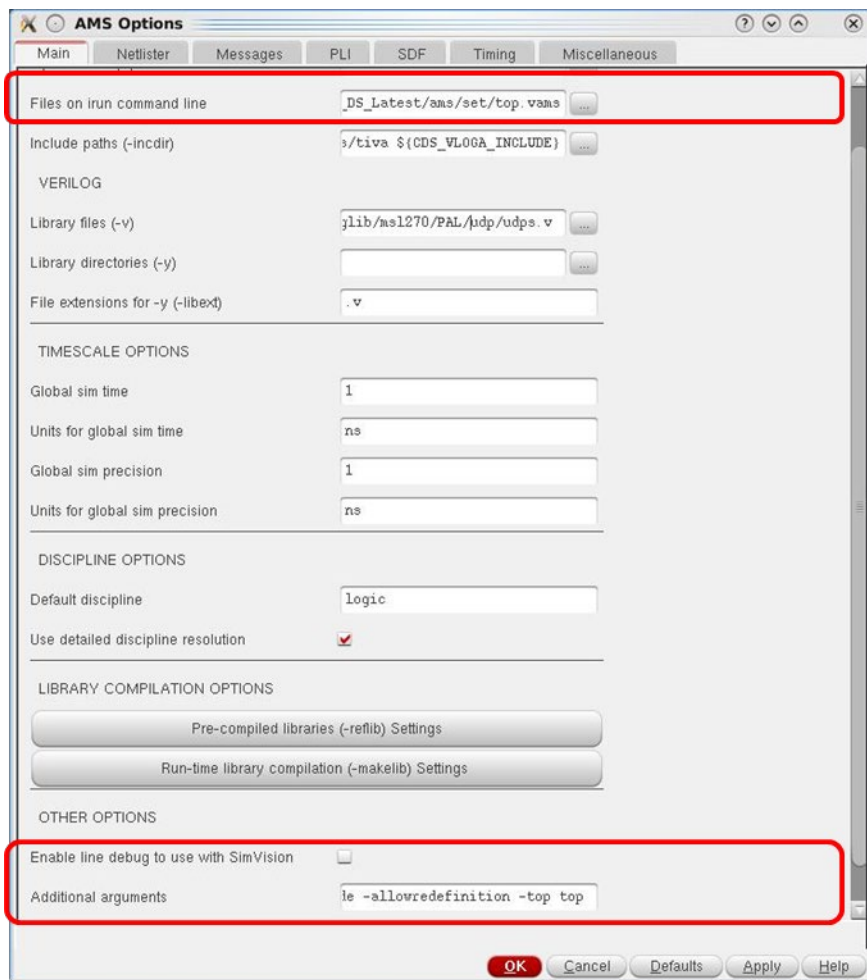 AMS Options
Main Netlister Messages PLI SDF Timing Miscellaneous
Files on irun command line _DS_Latest/ams/set/top.vams ...
Include paths (-incdir) s/tiva ${CDS_VLOGA_INCLUDE} ...
VERILOG
Library files (-v) glib/msl270/PAL/udp/udps.v ...
Library directories (-y) ...
File extensions for -y (-libext) .v
TIMESCALE OPTIONS
Global sim time 1
Units for global sim time ns
Global sim precision 1
Units for global sim precision ns
DISCIPLINE OPTIONS
Default discipline logic
Use detailed discipline resolution
LIBRARY COMPILATION OPTIONS
Pre-compiled libraries (-reflib) Settings
Run-time library compilation (-makelib) Settings
OTHER OPTIONS
Enable line debug to use with SimVision
Additional arguments de -allowredefinition -top top
OK Cancel Defaults Apply Help